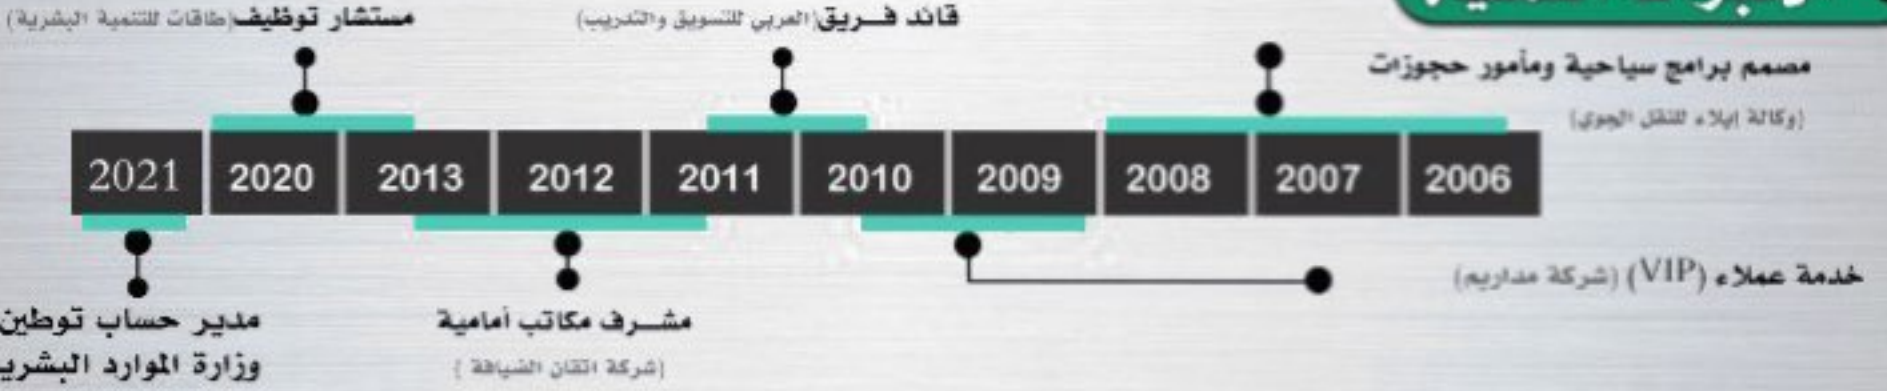 مستشار توظيف (طاقات للتنمية البشرية)
قائد فــريق (العربي للتسويق والتدريب)
مصمم برامج سياحية ومأمور حجوزات
(وكالة إيلاء للنقل الجوي)
2021 2020 2013 2012 2011 2010 2009 2008 2007 2006
خدمة عملاء (VIP) (شركة مداريم)
مدير حساب توطين
وزارة الموارد البشري
مشــرف مكاتب أمامية
(شركة اتقان الضيافة )